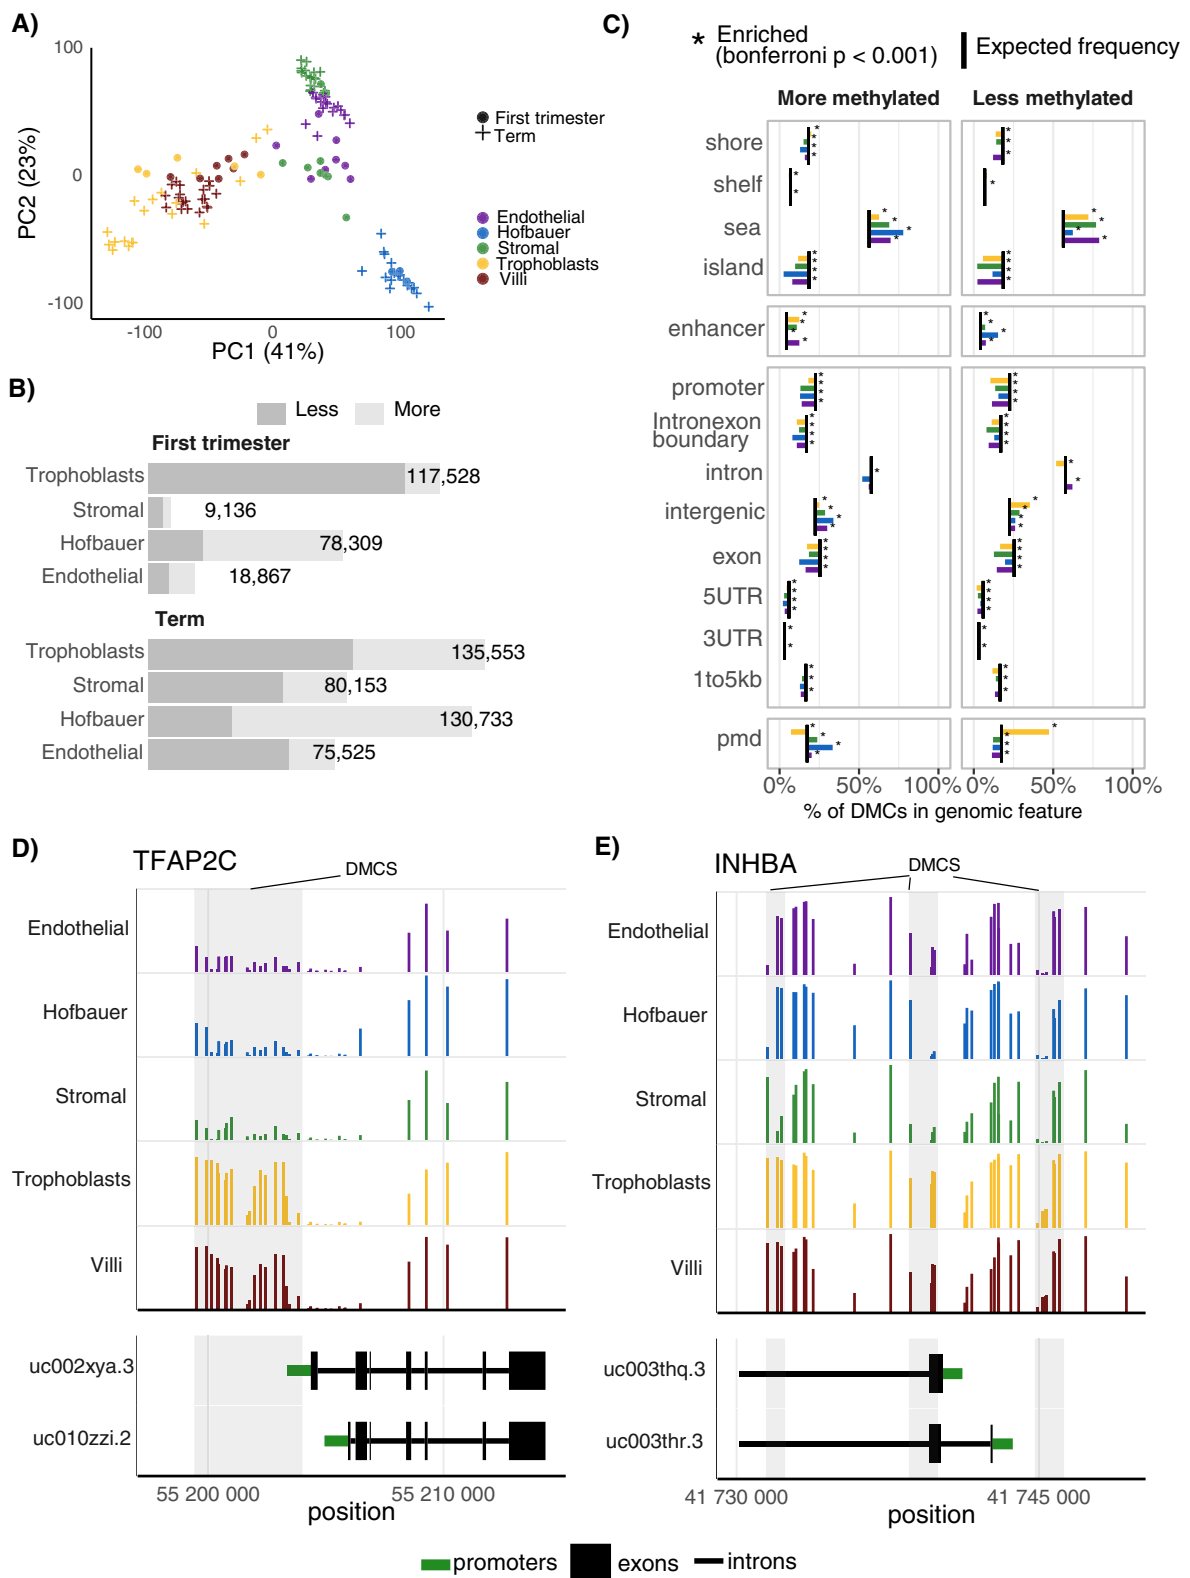 A)
100
0
-100
PC2 (23%)
-100
0
100
PC1 (41%)
First trimester
Term
Endothelial
Hofbauer
Stromal
Trophoblasts
Villi
B)
Less
More
First trimester
Trophoblasts
117,528
Stromal
9,136
Hofbauer
78,309
Endothelial
18,867
Term
Trophoblasts
135,553
Stromal
80,153
Hofbauer
130,733
Endothelial
75,525
C)
* Enriched
(bonferroni p < 0.001)
Expected frequency
More methylated
Less methylated
shore
shelf
sea
island
enhancer
promoter
Intronexon
boundary
intron
intergenic
exon
5UTR
3UTR
1to5kb
pmd
0%
50%
100%
0%
50%
100%
% of DMCs in genomic feature
D)
TFAP2C
DMCS
Endothelial
Hofbauer
Stromal
Trophoblasts
Villi
uc002xya.3
uc010zzi.2
55 200 000
55 210 000
position
E)
INHBA
DMCS
Endothelial
Hofbauer
Stromal
Trophoblasts
Villi
uc003thq.3
uc003thr.3
41 730 000
41 745 000
position
promoters
exons
introns